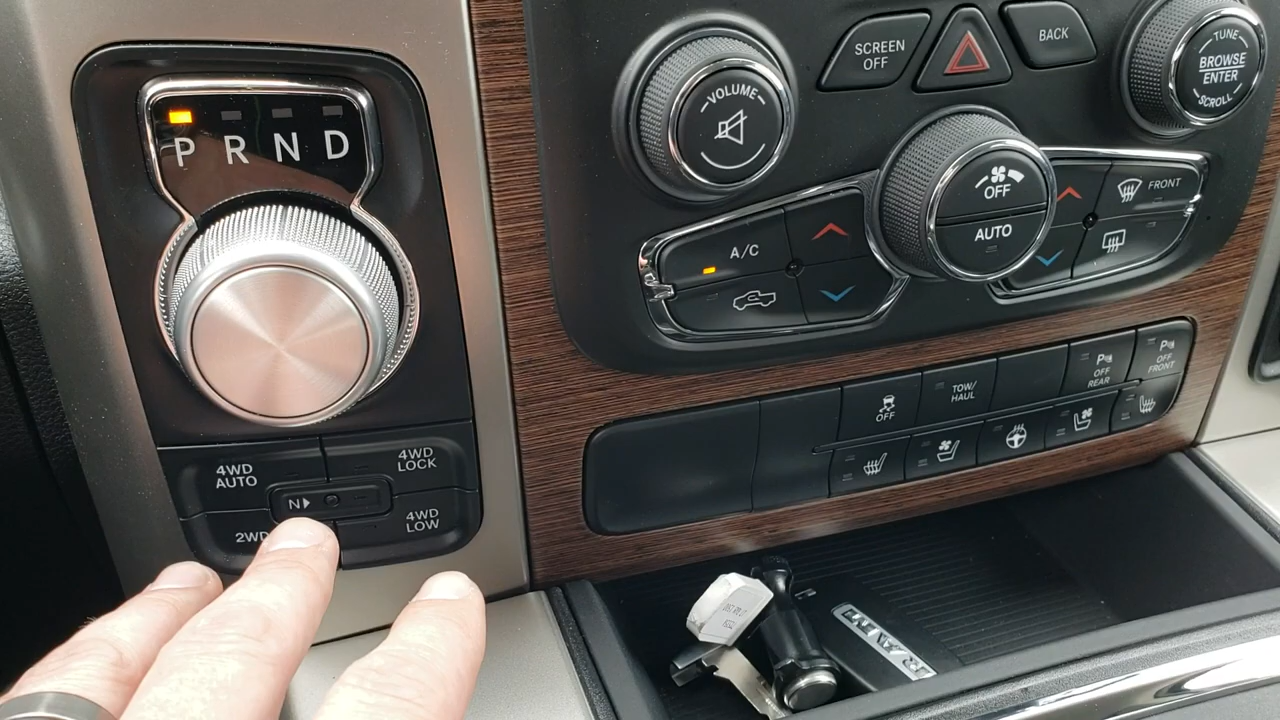 P R N D
4WD
AUTO
4WD
LOCK
N
2WD
4WD
LOW
VOLUME
SCREEN
OFF
BACK
TUNE
BROWSE
ENTER
SCROLL
A/C
OFF
AUTO
FRONT
OFF
TOW/
HAUL
P
OFF
REAR
P
OFF
FRONT
RAM